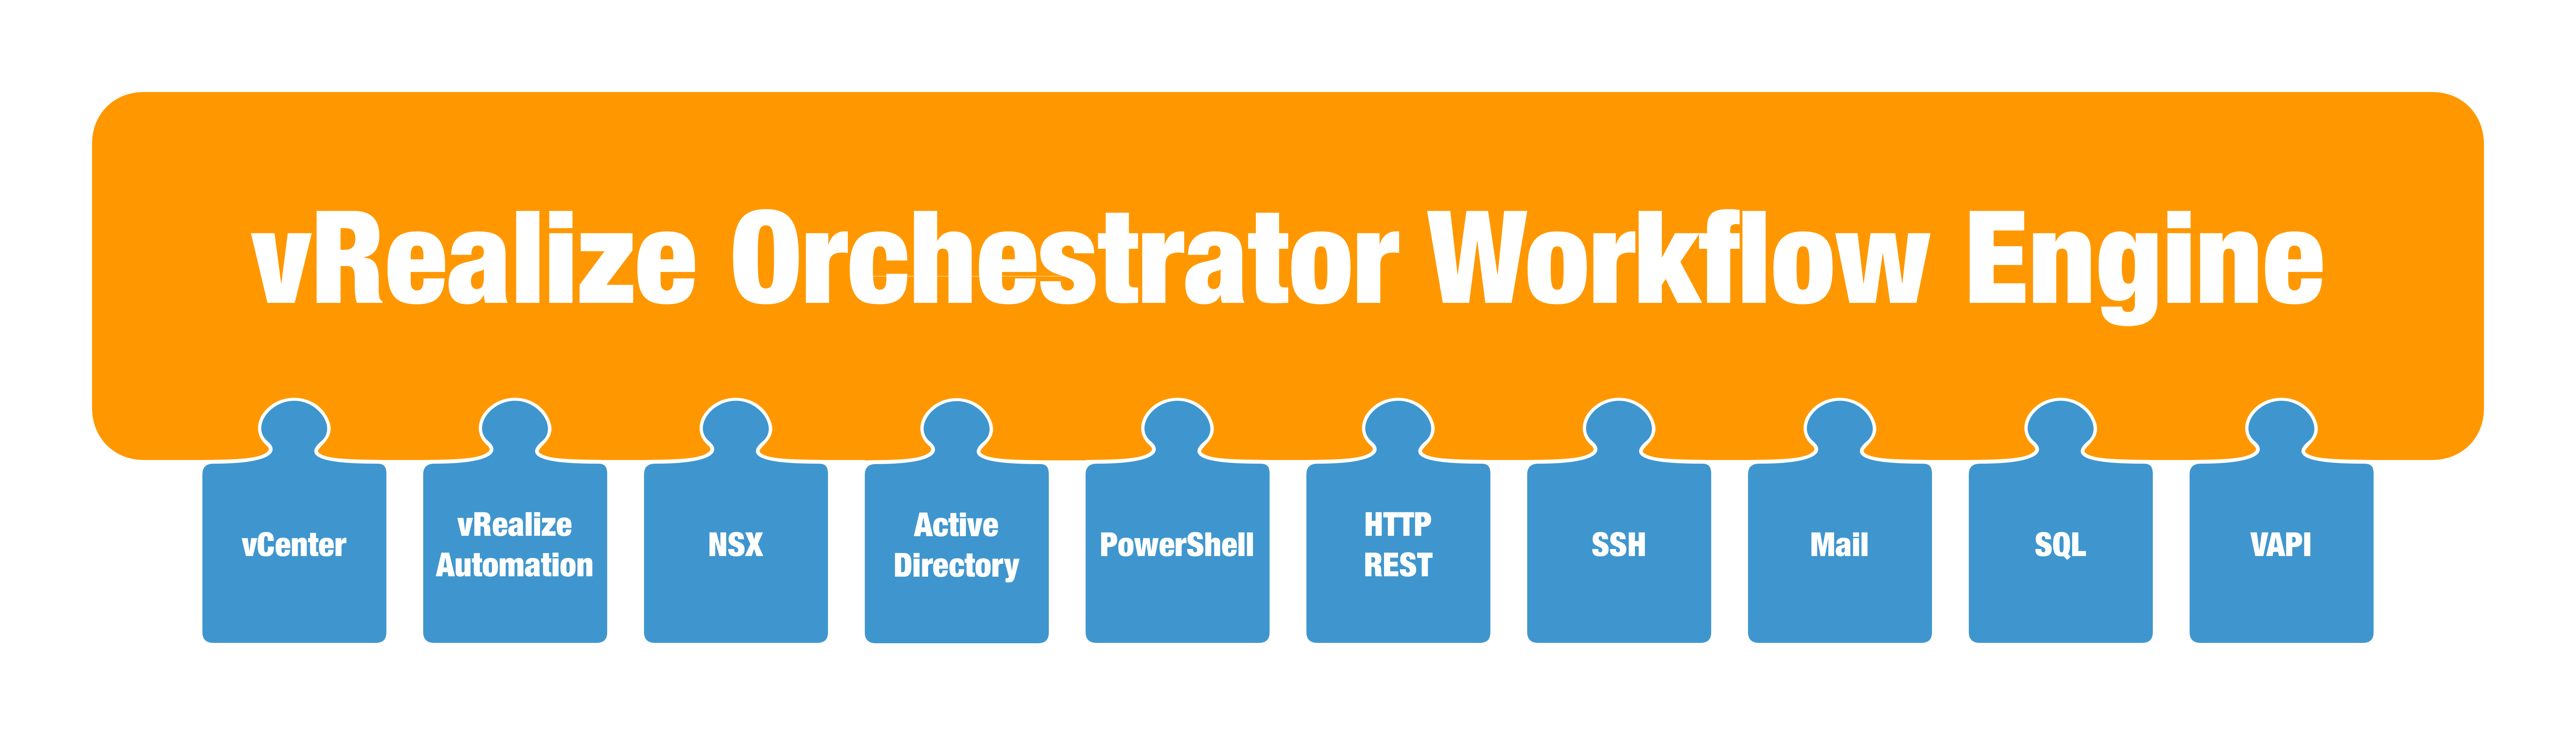 vRealize Orchestrator Workflow Engine
vCenter
vRealize
Automation
NSX
Active
Directory
PowerShell
HTTP
REST
SSH
Mail
SQL
VAPI